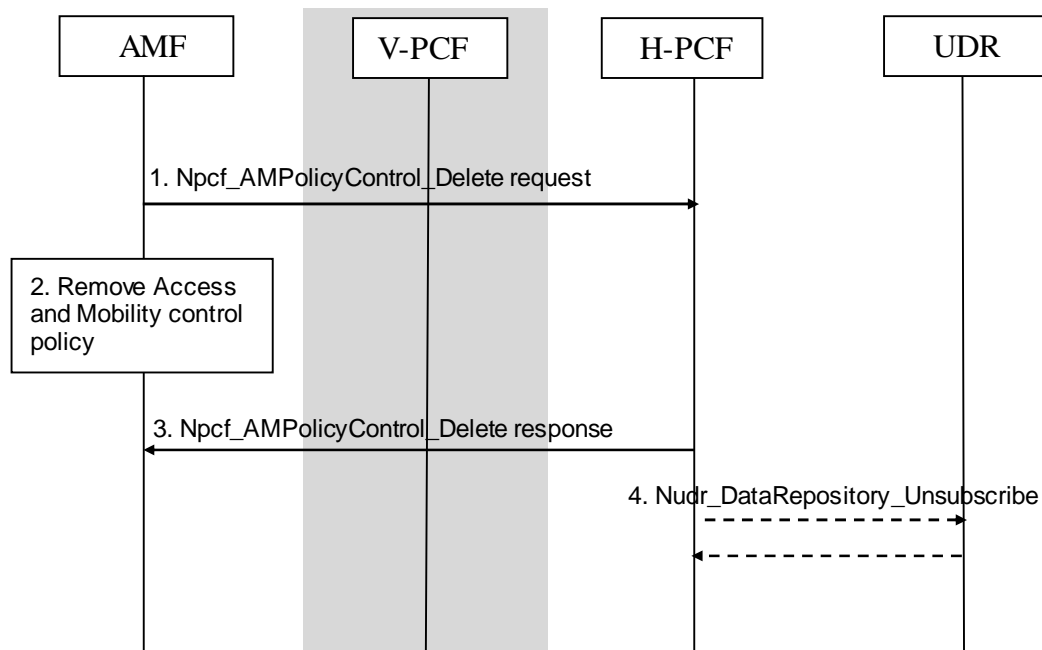 AMF
V-PCF
H-PCF
UDR
1. Npcf_AMPolicyControl_Delete request
2. Remove Access
and Mobility control
policy
3. Npcf_AMPolicyControl_Delete response
4. Nudr_DataRepository_Unsubscribe